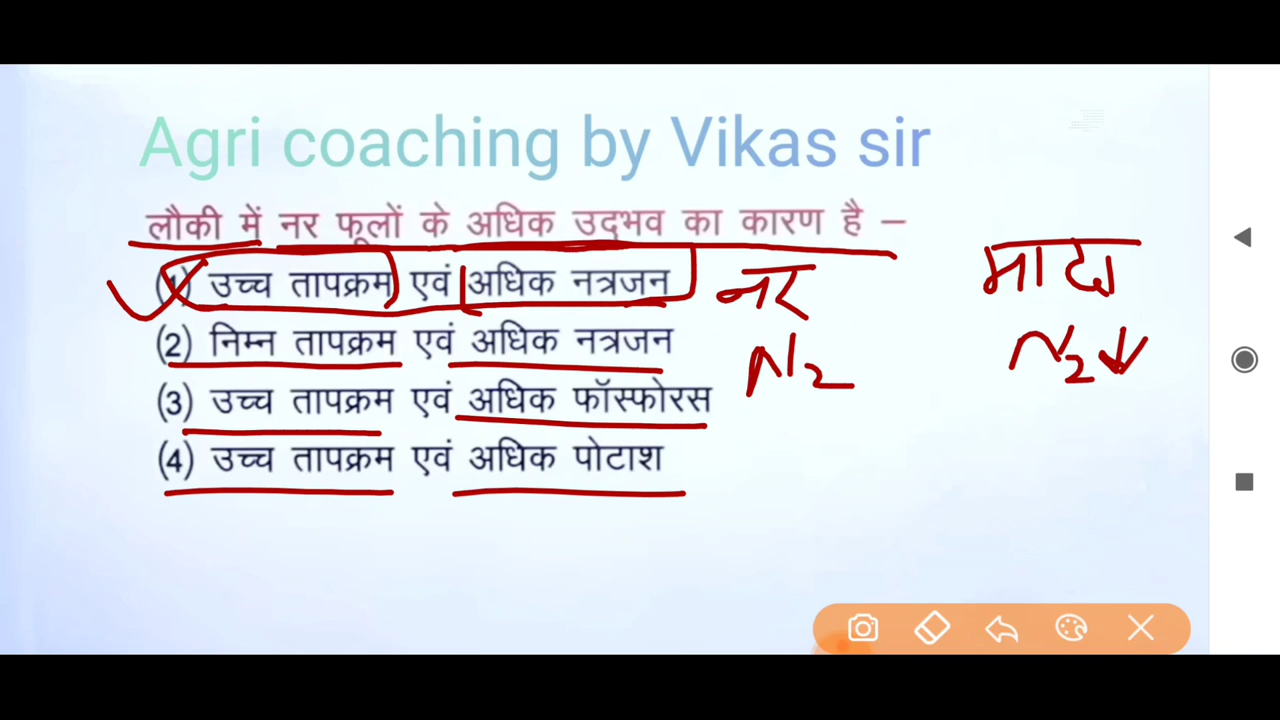 Agri coaching by Vikas sir
लौकी में नर फूलों के अधिक उद्भव का कारण है –
(1) उच्च तापक्रम एवं अधिक नत्रजन
(2) निम्न तापक्रम एवं अधिक नत्रजन
(3) उच्च तापक्रम एवं अधिक फॉस्फोरस
(4) उच्च तापक्रम एवं अधिक पोटाश
नर
मादा
N2
N2↓